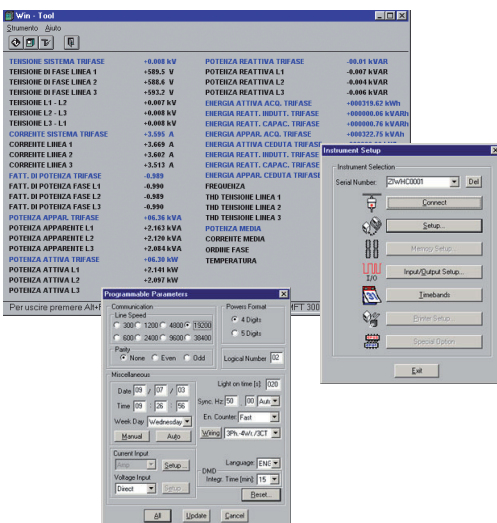 Win - Tool
Strumento Aiuto
TENSIONE SISTEMA TRIFASE +0.008 kV
TENSIONE DI FASE LINEA 1 +589.5 V
TENSIONE DI FASE LINEA 2 +588.6 V
TENSIONE DI FASE LINEA 3 +593.2 V
TENSIONE L1 - L2 +0.007 kV
TENSIONE L2 - L3 +0.008 kV
TENSIONE L3 - L1 +0.008 kV
CORRENTE SISTEMA TRIFASE +3.595 A
CORRENTE LINEA 1 +3.669 A
CORRENTE LINEA 2 +3.602 A
CORRENTE LINEA 3 +3.513 A
FATT. DI POTENZA TRIFASE -0.989
FATT. DI POTENZA FASE L1 -0.990
FATT. DI POTENZA FASE L2 -0.989
FATT. DI POTENZA FASE L3 -0.990
POTENZA APPAR. TRIFASE +06.36 kVA
POTENZA APPARENTE L1 +2.163 kVA
POTENZA APPARENTE L2 +2.120 kVA
POTENZA APPARENTE L3 +2.084 kVA
POTENZA ATTIVA TRIFASE +06.30 kW
POTENZA ATTIVA L1 +2.141 kW
POTENZA ATTIVA L2 +2.097 kW
POTENZA ATTIVA L3
POTENZA REATTIVA TRIFASE -00.01 kVAR
POTENZA REATTIVA L1 -0.007 kVAR
POTENZA REATTIVA L2 -0.004 kVAR
POTENZA REATTIVA L3 -0.006 kVAR
ENERGIA ATTIVA ACQ. TRIFASE +000319.62 kWh
ENERGIA REATT. INDUTT. TRIFASE +000000.06 kVARh
ENERGIA REATT. CAPAC. TRIFASE +000000.76 kVARh
ENERGIA APPAR. ACQ. TRIFASE +000322.75 kVAh
ENERGIA ATTIVA CEDUTA TRIFASE
ENERGIA REATT. INDUTT. TRIFASE
ENERGIA REATT. CAPAC. TRIFASE
ENERGIA APPAR. CEDUTA TRIFASE
FREQUENZA
THD TENSIONE LINEA 1
THD TENSIONE LINEA 2
THD TENSIONE LINEA 3
POTENZA MEDIA
CORRENTE MEDIA
ORDINE FASE
TEMPERATURA
Per uscire premere Alt+F
MFT 300
Instrument Setup
Instrument Selection
Serial Number: ZIWHC0001 Del
Connect
Setup...
Memory Setup...
I/O Input/Output Setup...
Timebands
Printer Setup...
Special Option
Exit
Programmable Parameters
Communication
Line Speed
300 1200 4800 19200
600 2400 9600 38400
Parity
None Even Odd
Powers Format
4 Digits
5 Digits
Logical Number 02
Miscellaneous
Date 09 / 07 / 03
Time 09 : 26 : 56
Week Day Wednesday
Manual Auto
Light on time [s] 020
Sync. Hz: 50 . 00 Auto
En. Counter Fast
Wiring 3Ph.-4Wr./3CT
Current Input
Amp. Setup...
Voltage Input
Direct Setup...
Language: ENG
DMD
Integr. Time [min]: 15
Reset...
All Update Cancel